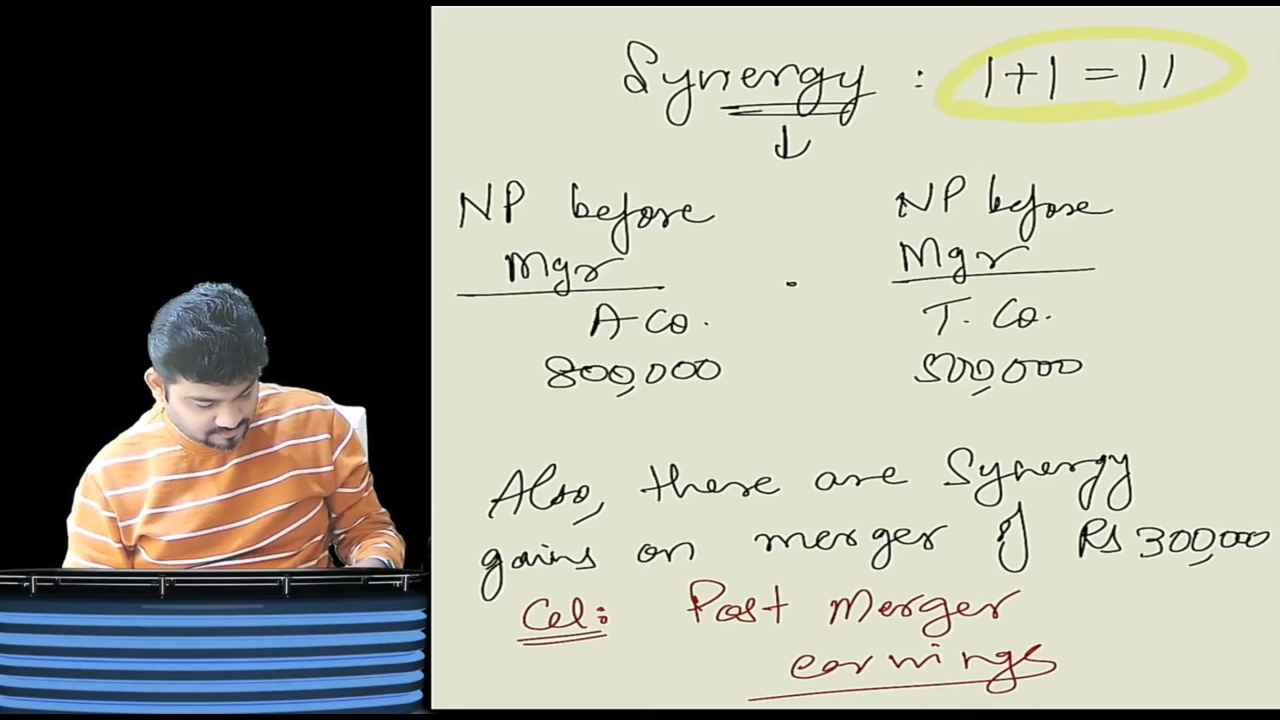 Synergy : 1+1 = 11
↓
NP before NP before
Mgr Mgr
A Co. T. Co.
800,000 500,000
Also, there are Synergy
gains on merger of Rs 300,000
Cal: Post Merger
earnings